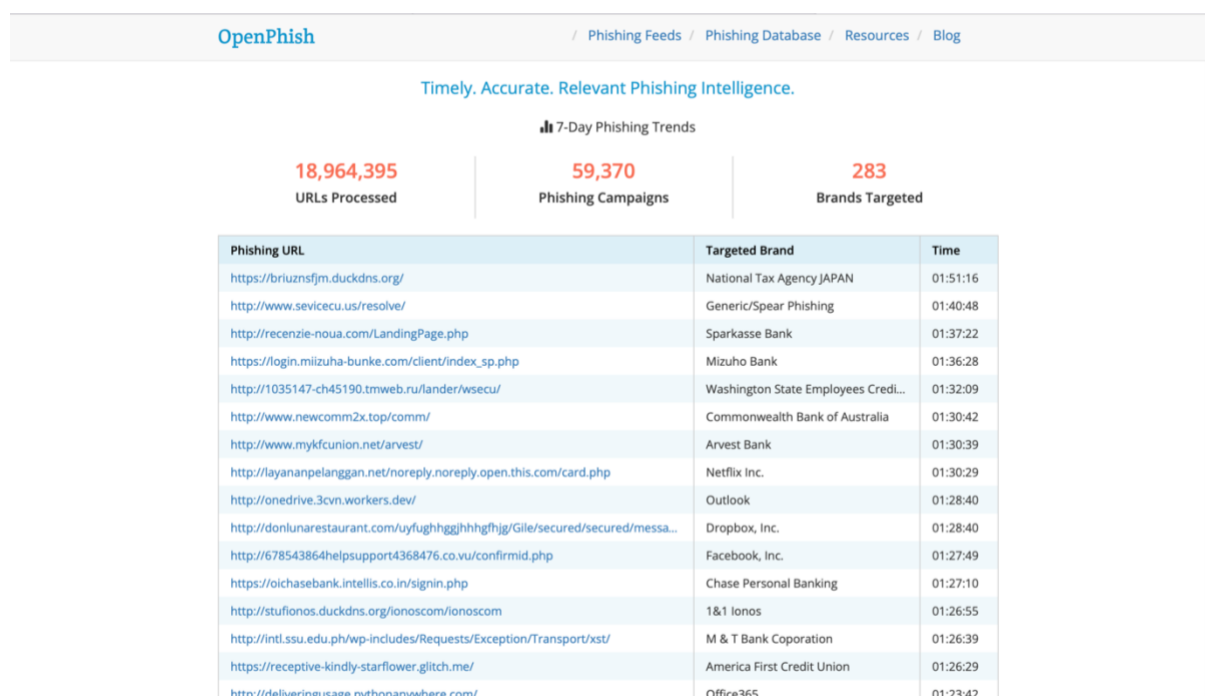 OpenPhish / Phishing Feeds / Phishing Database / Resources / Blog
Timely. Accurate. Relevant Phishing Intelligence.
7-Day Phishing Trends
18,964,395 59,370 283
URLs Processed Phishing Campaigns Brands Targeted
Phishing URL Targeted Brand Time
https://briuznsfjm.duckdns.org/ National Tax Agency JAPAN 01:51:16
http://www.sevicecu.us/resolve/ Generic/Spear Phishing 01:40:48
http://recenzie-noua.com/LandingPage.php Sparkasse Bank 01:37:22
https://login.miizuha-bunke.com/client/index_sp.php Mizuho Bank 01:36:28
http://1035147-ch45190.tmweb.ru/lander/wsecu/ Washington State Employees Credi... 01:32:09
http://www.newcomm2x.top/comm/ Commonwealth Bank of Australia 01:30:42
http://www.mykfcunion.net/arvest/ Arvest Bank 01:30:39
http://layananpelanggan.net/noreply.noreply.open.this.com/card.php Netflix Inc. 01:30:29
http://onedrive.3cvn.workers.dev/ Outlook 01:28:40
http://donlunarestaurant.com/uyfughhggjhhhgfhjg/Gile/secured/secured/messa... Dropbox, Inc. 01:28:40
http://678543864helpsupport4368476.co.vu/confirmid.php Facebook, Inc. 01:27:49
https://oichasebank.intellis.co.in/signin.php Chase Personal Banking 01:27:10
http://stufionos.duckdns.org/ionoscom/ionoscom 1&1 Ionos 01:26:55
http://intl.ssu.edu.ph/wp-includes/Requests/Exception/Transport/xst/ M & T Bank Coporation 01:26:39
https://receptive-kindly-starflower.glitch.me/ America First Credit Union 01:26:29
http://deliveringusage.pythonanywhere.com/ Office365 01:23:42